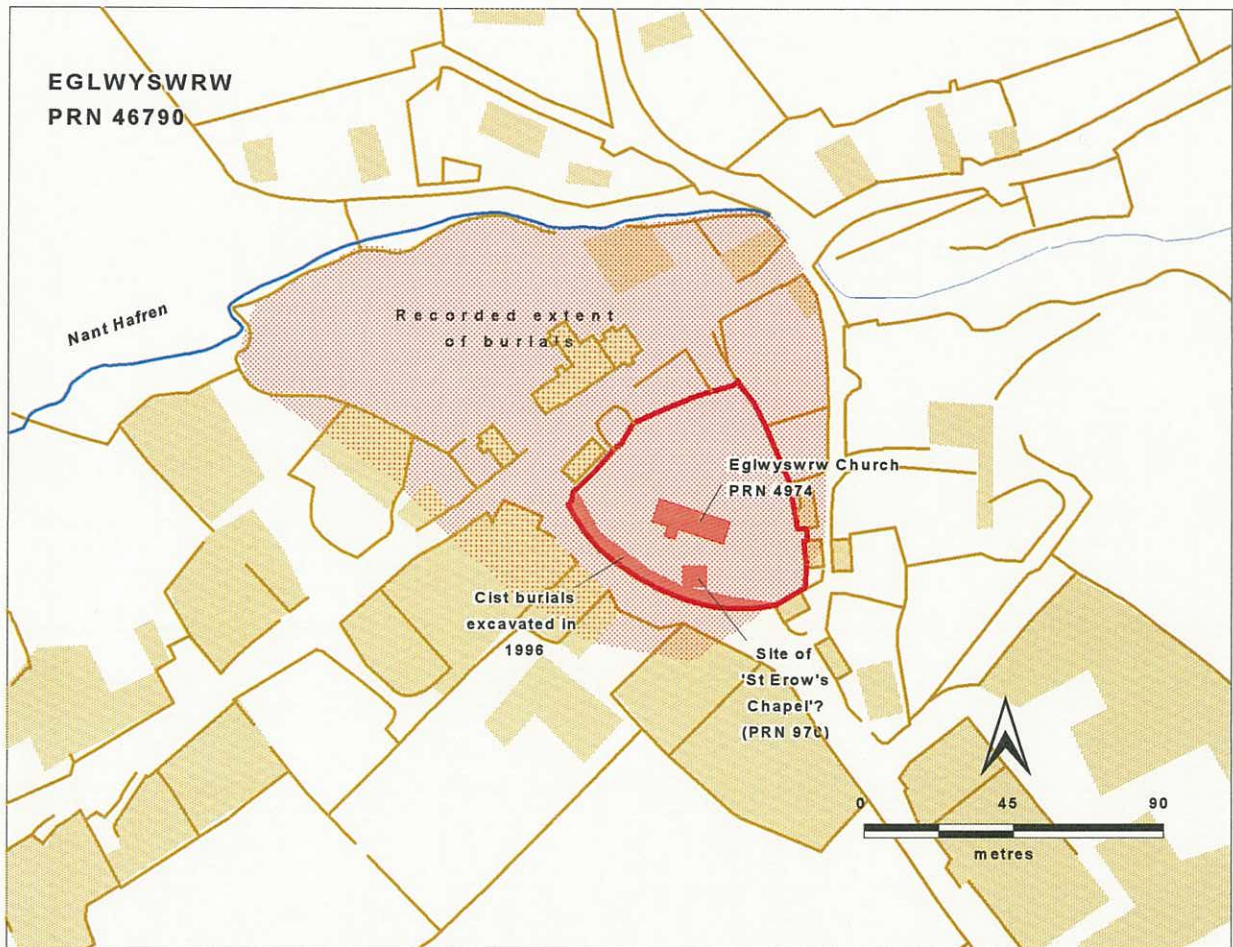 EGLWYSWRW
PRN 46790
Nant Hafren
Recorded extent
of burials
Eglwyswrw Church
PRN 4974
Cist burials
excavated in
1996
Site of
'St Erow's
Chapel'?
0 45 90
metres